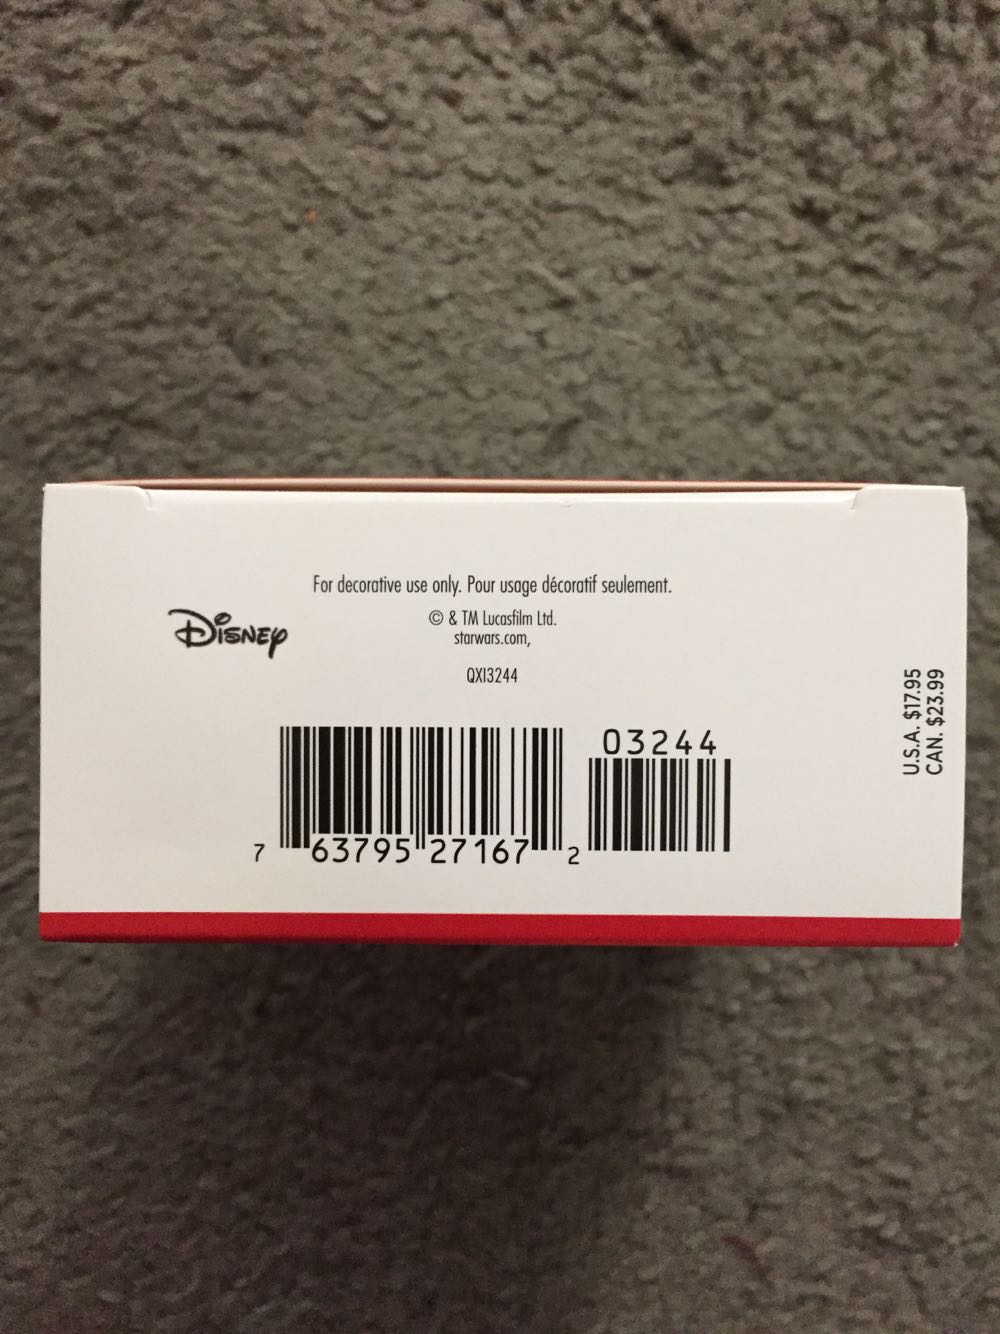 For decorative use only. Pour usage décoratif seulement.
Disney
© & TM Lucasfilm Ltd.
starwars.com,
QXI3244
U.S.A. $17.95
CAN. $23.99
03244
7 63795 27167 2